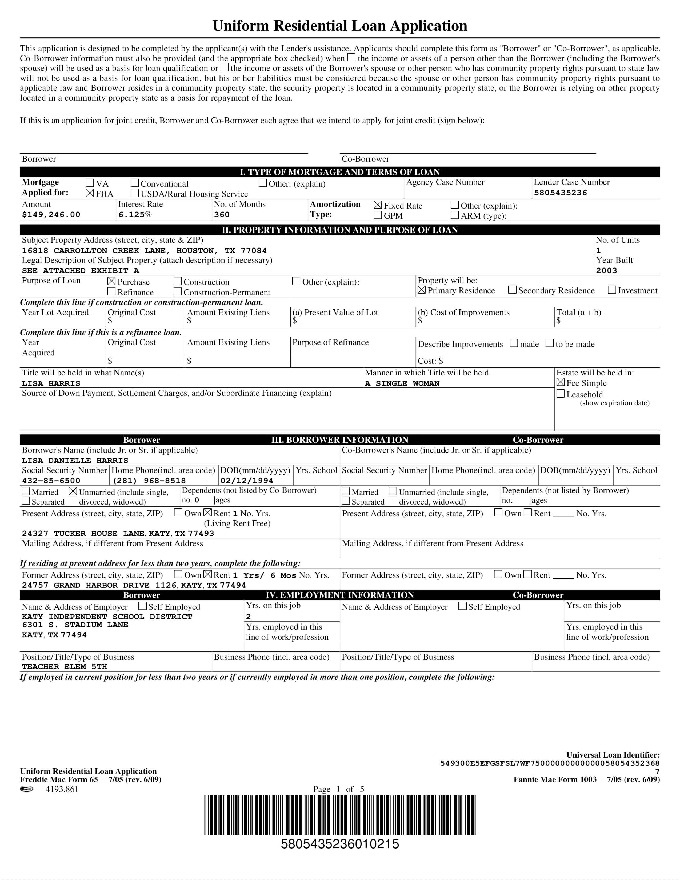 Uniform Residential Loan Application
This application is designed to be completed by the applicant(s) with the Lender's assistance. Applicants should complete this form as "Borrower" or "Co-Borrower", as applicable.
Co-Borrower information must also be provided (and the appropriate box checked) when ☐ the income or assets of a person other than the Borrower (including the Borrower's
spouse) will be used as a basis for loan qualification or ☐ the income or assets of the Borrower's spouse or other person who has community property rights pursuant to state law
will not be used as a basis for loan qualification, but his or her liabilities must be considered because the spouse or other person has community property rights pursuant to
applicable law and Borrower resides in a community property state, the security property is located in a community property state, or the Borrower is relying on other property
located in a community property state as a basis for repayment of the loan.
If this is an application for joint credit, Borrower and Co-Borrower each agree that we intend to apply for joint credit (sign below):
Borrower Co-Borrower
I. TYPE OF MORTGAGE AND TERMS OF LOAN
Mortgage ☐ VA ☐ Conventional ☐ Other (explain) Agency Case Number Lender Case Number
Applied for: ☒ FHA ☐ USDA/Rural Housing Service 5805435236
Amount Interest Rate No. of Months Amortization ☒ Fixed Rate ☐ Other (explain):
$149,246.00 6.125% 360 Type: ☐ GPM ☐ ARM (type):
II. PROPERTY INFORMATION AND PURPOSE OF LOAN
Subject Property Address (street, city, state & ZIP) No. of Units
16818 CARROLLTON CREEK LANE, HOUSTON, TX 77084 1
Legal Description of Subject Property (attach description if necessary) Year Built
SEE ATTACHED EXHIBIT A 2003
Purpose of Loan ☒ Purchase ☐ Construction ☐ Other (explain): Property will be:
☐ Refinance ☐ Construction-Permanent ☒ Primary Residence ☐ Secondary Residence ☐ Investment
Complete this line if construction or construction-permanent loan.
Year Lot Acquired Original Cost Amount Existing Liens (a) Present Value of Lot (b) Cost of Improvements Total (a + b)
$ $ $ $ $
Complete this line if this is a refinance loan.
Year Original Cost Amount Existing Liens Purpose of Refinance Describe Improvements ☐ made ☐ to be made
Acquired
$ $ Cost: $
Title will be held in what Name(s) Manner in which Title will be held Estate will be held in:
LISA HARRIS A SINGLE WOMAN ☒ Fee Simple
Source of Down Payment, Settlement Charges, and/or Subordinate Financing (explain) ☐ Leasehold
(show expiration date)
Borrower III. BORROWER INFORMATION Co-Borrower
Borrower's Name (include Jr. or Sr. if applicable) Co-Borrower's Name (include Jr. or Sr. if applicable)
LISA DANIELLE HARRIS
Social Security Number Home Phone(incl. area code) DOB(mm/dd/yyyy) Yrs. School Social Security Number Home Phone(incl. area code) DOB(mm/dd/yyyy) Yrs. School
432-85-6500 (281) 968-8518 02/12/1994
☐ Married ☒ Unmarried (include single, Dependents (not listed by Co-Borrower) ☐ Married ☐ Unmarried (include single, Dependents (not listed by Borrower)
☐ Separated divorced, widowed) no. 0 ages ☐ Separated divorced, widowed) no. ages
Present Address (street, city, state, ZIP) ☐ Own ☒ Rent 1 No. Yrs. Present Address (street, city, state, ZIP) ☐ Own ☐ Rent ____ No. Yrs.
(Living Rent Free)
24327 TUCKER HOUSE LANE, KATY, TX 77493
Mailing Address, if different from Present Address Mailing Address, if different from Present Address
If residing at present address for less than two years, complete the following:
Former Address (street, city, state, ZIP) ☐ Own ☒ Rent 1 Yrs/ 6 Mos No. Yrs. Former Address (street, city, state, ZIP) ☐ Own ☐ Rent ____ No. Yrs.
24757 GRAND HARBOR DRIVE 1126, KATY, TX 77494
Borrower IV. EMPLOYMENT INFORMATION Co-Borrower
Name & Address of Employer ☐ Self Employed Yrs. on this job Name & Address of Employer ☐ Self Employed Yrs. on this job
KATY INDEPENDENT SCHOOL DISTRICT 2
6301 S. STADIUM LANE Yrs. employed in this Yrs. employed in this
KATY, TX 77494 line of work/profession line of work/profession
Position/Title/Type of Business Business Phone (incl. area code) Position/Title/Type of Business Business Phone (incl. area code)
TEACHER ELEM 5TH
If employed in current position for less than two years or if currently employed in more than one position, complete the following:
Universal Loan Identifier:
7
Uniform Residential Loan Application
Freddie Mac Form 65 7/05 (rev. 6/09) Fannie Mae Form 1003 7/05 (rev. 6/09)
4193.861 Page 1 of 5
5805435236010215